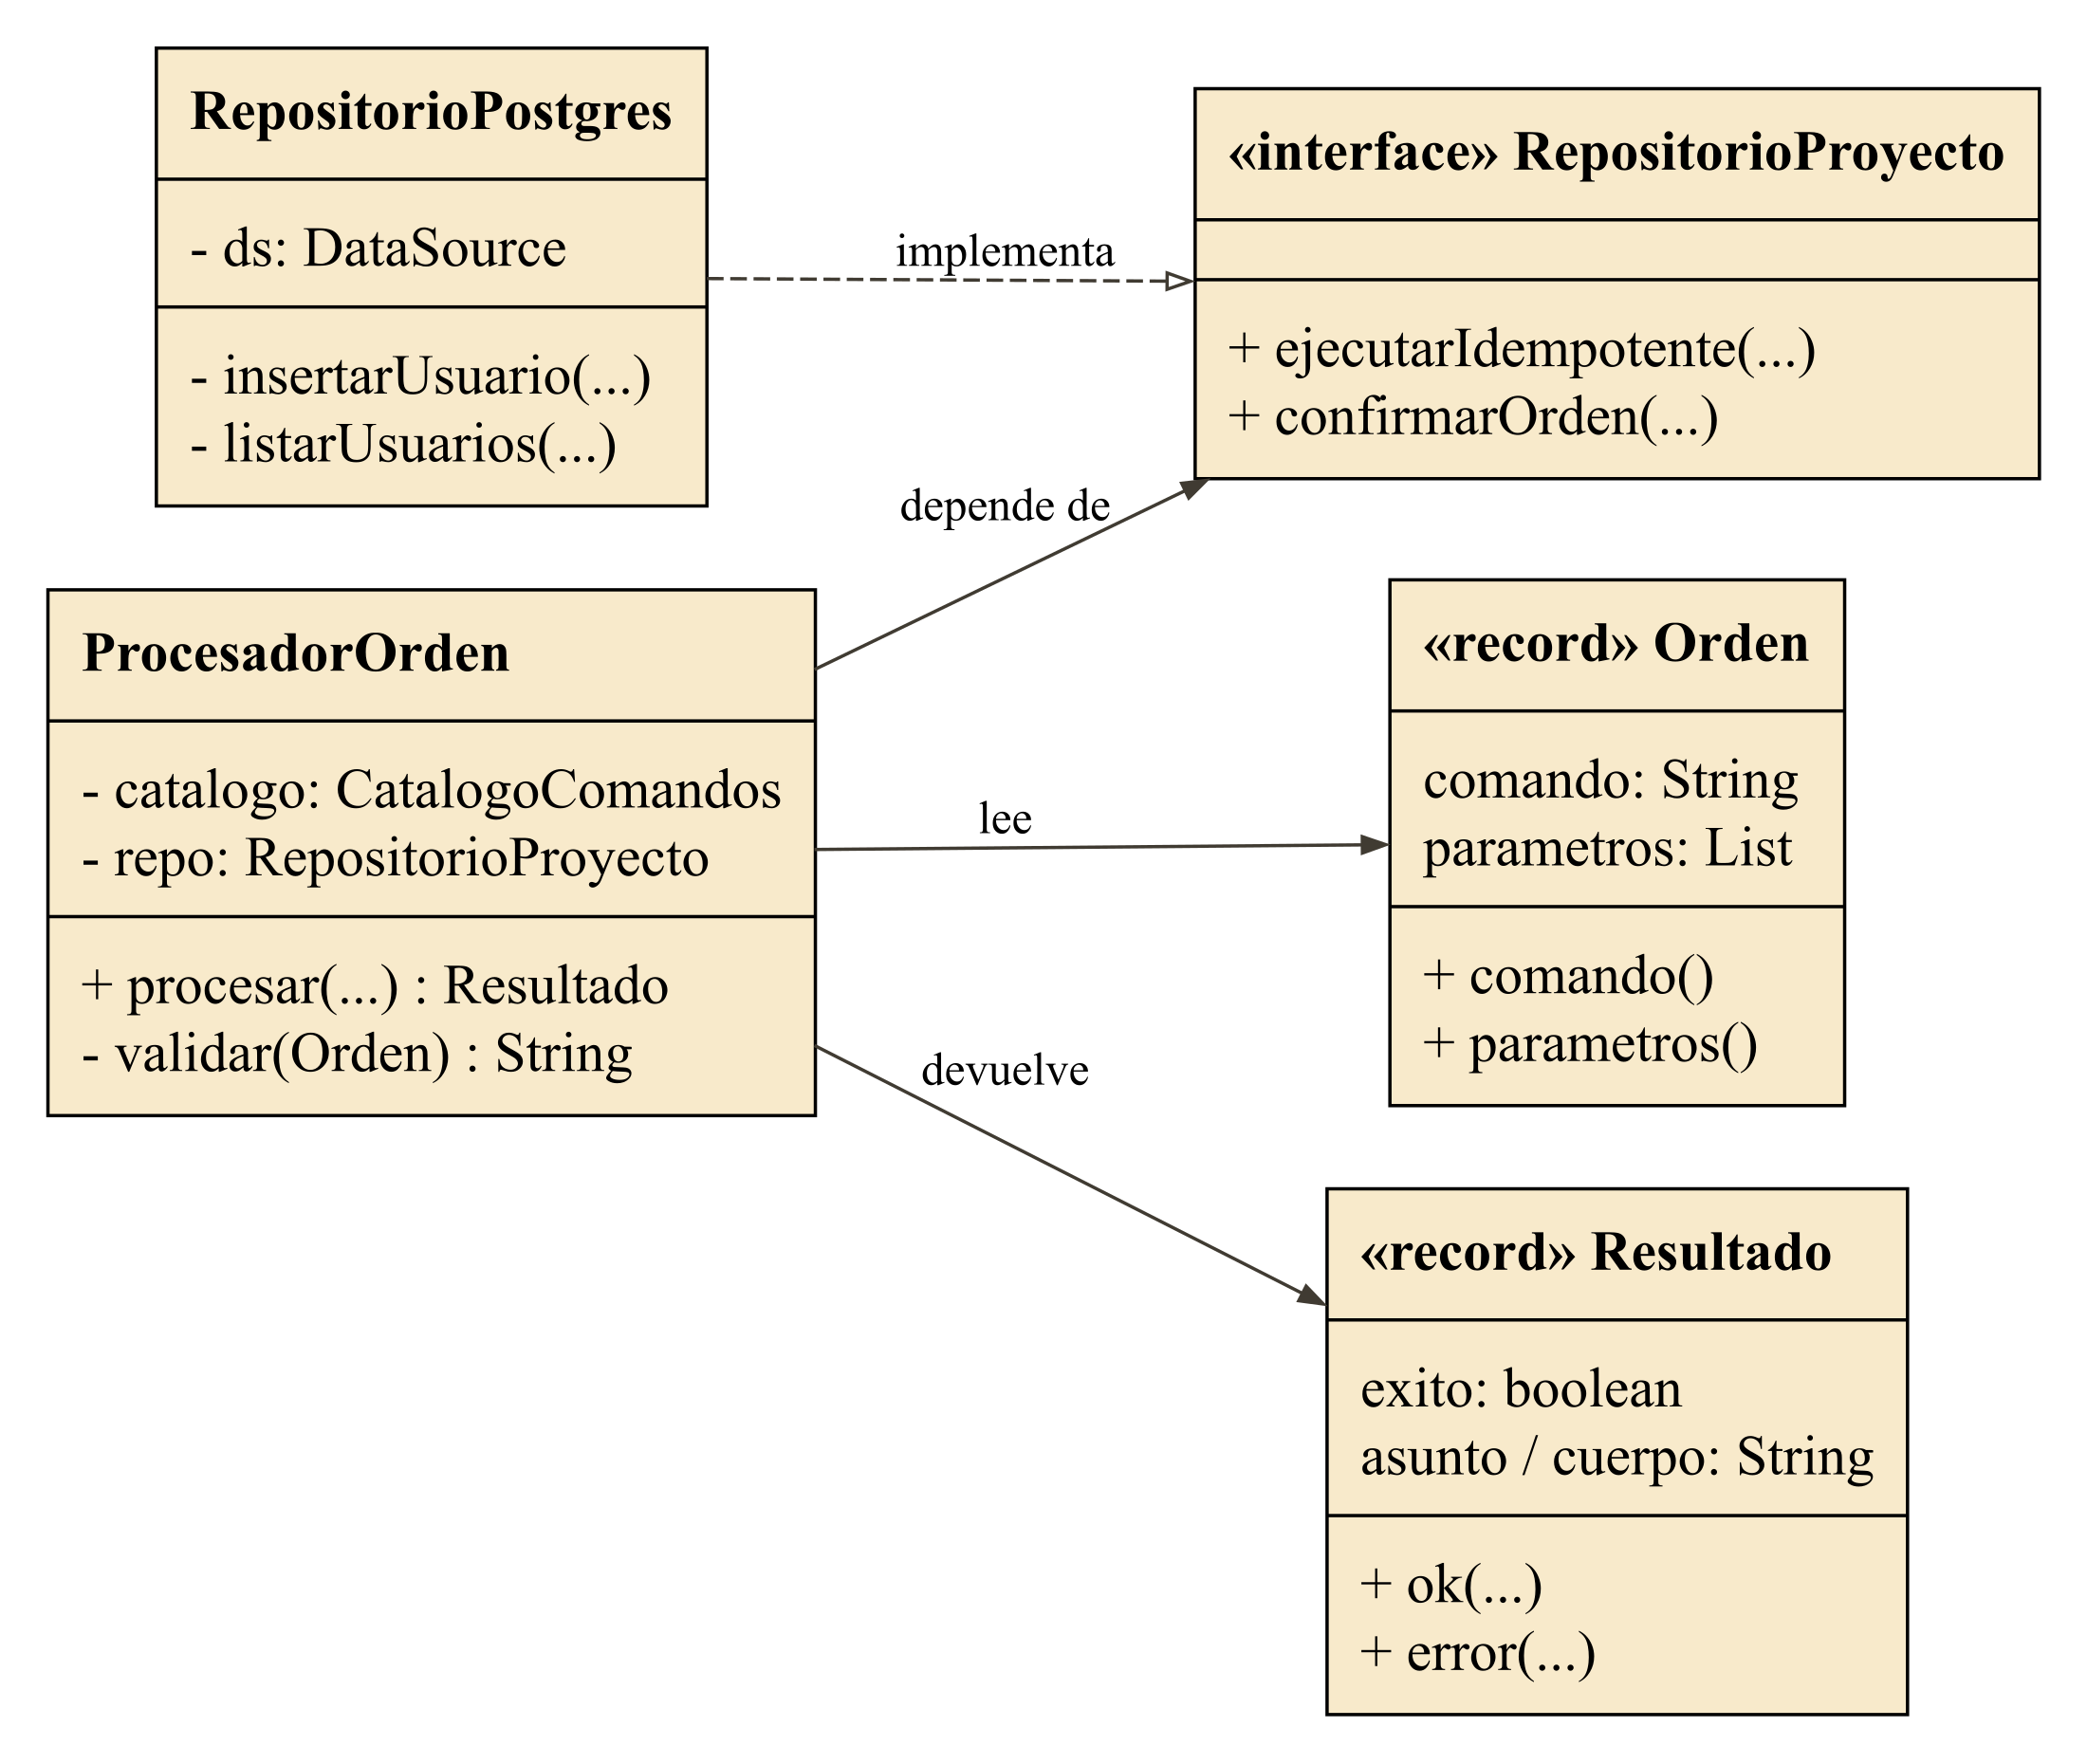 RepositorioPostgres
- ds: DataSource
- insertarUsuario(...)
- listarUsuarios(...)
implementa
«interface» RepositorioProyecto
+ ejecutarIdempotente(...)
+ confirmarOrden(...)
depende de
ProcesadorOrden
- catalogo: CatalogoComandos
- repo: RepositorioProyecto
+ procesar(...) : Resultado
- validar(Orden) : String
lee
«record» Orden
comando: String
parametros: List
+ comando()
+ parametros()
devuelve
«record» Resultado
exito: boolean
asunto / cuerpo: String
+ ok(...)
+ error(...)